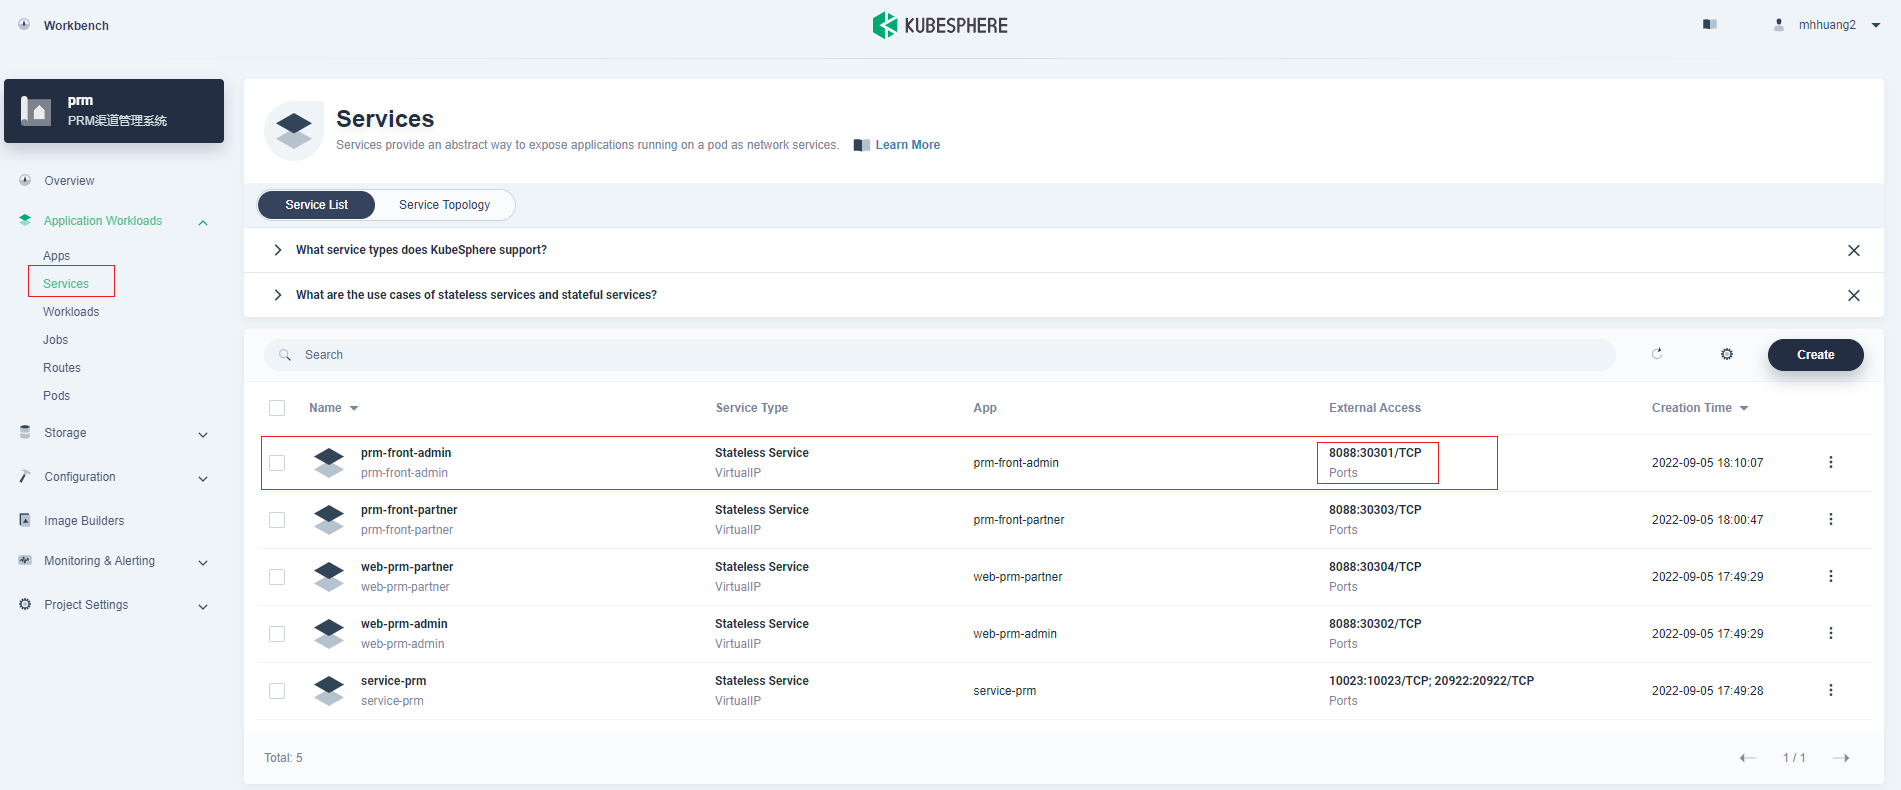 Workbench
KUBESPHERE
mhhuang2
prm
PRM渠道管理系统
Overview
Application Workloads
Apps
Services
Workloads
Jobs
Routes
Pods
Storage
Configuration
Image Builders
Monitoring & Alerting
Project Settings
Services
Services provide an abstract way to expose applications running on a pod as network services. Learn More
Service List Service Topology
What service types does KubeSphere support?
What are the use cases of stateless services and stateful services?
Search
Create
Name Service Type App External Access Creation Time
prm-front-admin Stateless Service 8088:30301/TCP
prm-front-admin 2022-09-05 18:10:07
prm-front-admin VirtualIP Ports
prm-front-partner Stateless Service 8088:30303/TCP
prm-front-partner 2022-09-05 18:00:47
prm-front-partner VirtualIP Ports
web-prm-partner Stateless Service 8088:30304/TCP
web-prm-partner 2022-09-05 17:49:29
web-prm-partner VirtualIP Ports
web-prm-admin Stateless Service 8088:30302/TCP
web-prm-admin 2022-09-05 17:49:29
web-prm-admin VirtualIP Ports
service-prm Stateless Service 10023:10023/TCP; 20922:20922/TCP
service-prm 2022-09-05 17:49:28
service-prm VirtualIP Ports
Total: 5
1 / 1